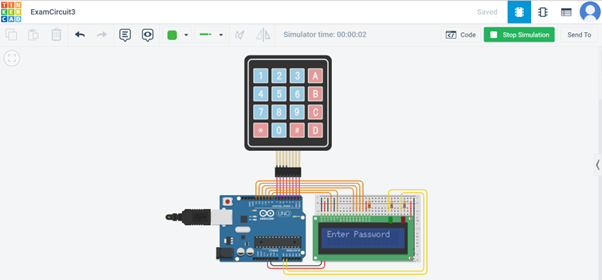 TIN
KER
CAD
ExamCircuit3
Saved
Simulator time: 00:00:02
Code
Stop Simulation
Send To
1 2 3 A
4 5 6 B
7 8 9 C
* 0 # D
UNO
ARDUINO
Enter Password